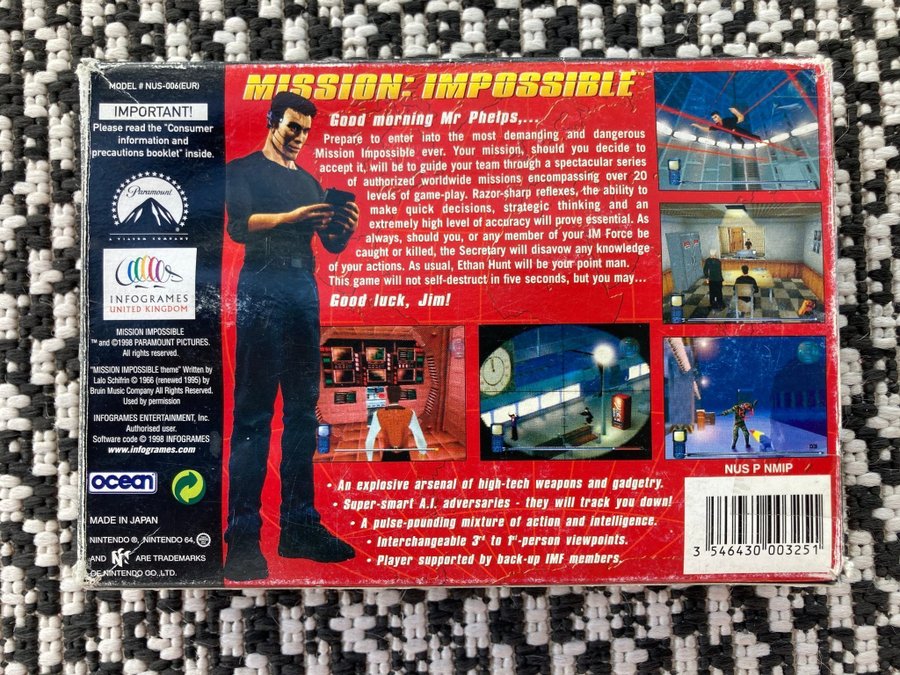 MODEL # NUS-006(EUR)
IMPORTANT!
Please read the "Consumer
information and
precautions booklet" inside.
Paramount
A VIACOM COMPANY
INFOGRAMES
UNITED KINGDOM
MISSION IMPOSSIBLE
™ and ©1998 PARAMOUNT PICTURES.
All rights reserved.
"MISSION IMPOSSIBLE theme" Written by
Lalo Schifrin © 1966 (renewed 1995) by
Bruin Music Company All Rights Reserved.
Used by permission
INFOGRAMES ENTERTAINMENT, Inc.
Authorised user.
Software code © 1998 INFOGRAMES
www.infogrames.com
ocean
MADE IN JAPAN
NINTENDO ®, NINTENDO 64,
AND ARE TRADEMARKS
OF NINTENDO CO., LTD.
MISSION: IMPOSSIBLE™
Good morning Mr Phelps,...
Prepare to enter into the most demanding and dangerous
Mission Impossible ever. Your mission, should you decide to
accept it, will be to guide your team through a spectacular series
of authorized worldwide missions encompassing over 20
levels of game-play. Razor-sharp reflexes, the ability to
make quick decisions, strategic thinking and an
extremely high level of accuracy will prove essential. As
always, should you, or any member of your IM Force be
caught or killed, the Secretary will disavow any knowledge
of your actions. As usual, Ethan Hunt will be your point man.
This game will not self-destruct in five seconds, but you may...
Good luck, Jim!
• An explosive arsenal of high-tech weapons and gadgetry.
• Super-smart A.I. adversaries - they will track you down!
• A pulse-pounding mixture of action and intelligence.
• Interchangeable 3rd to 1st-person viewpoints.
• Player supported by back-up IMF members.
NUS P NMIP
3 546430 003251